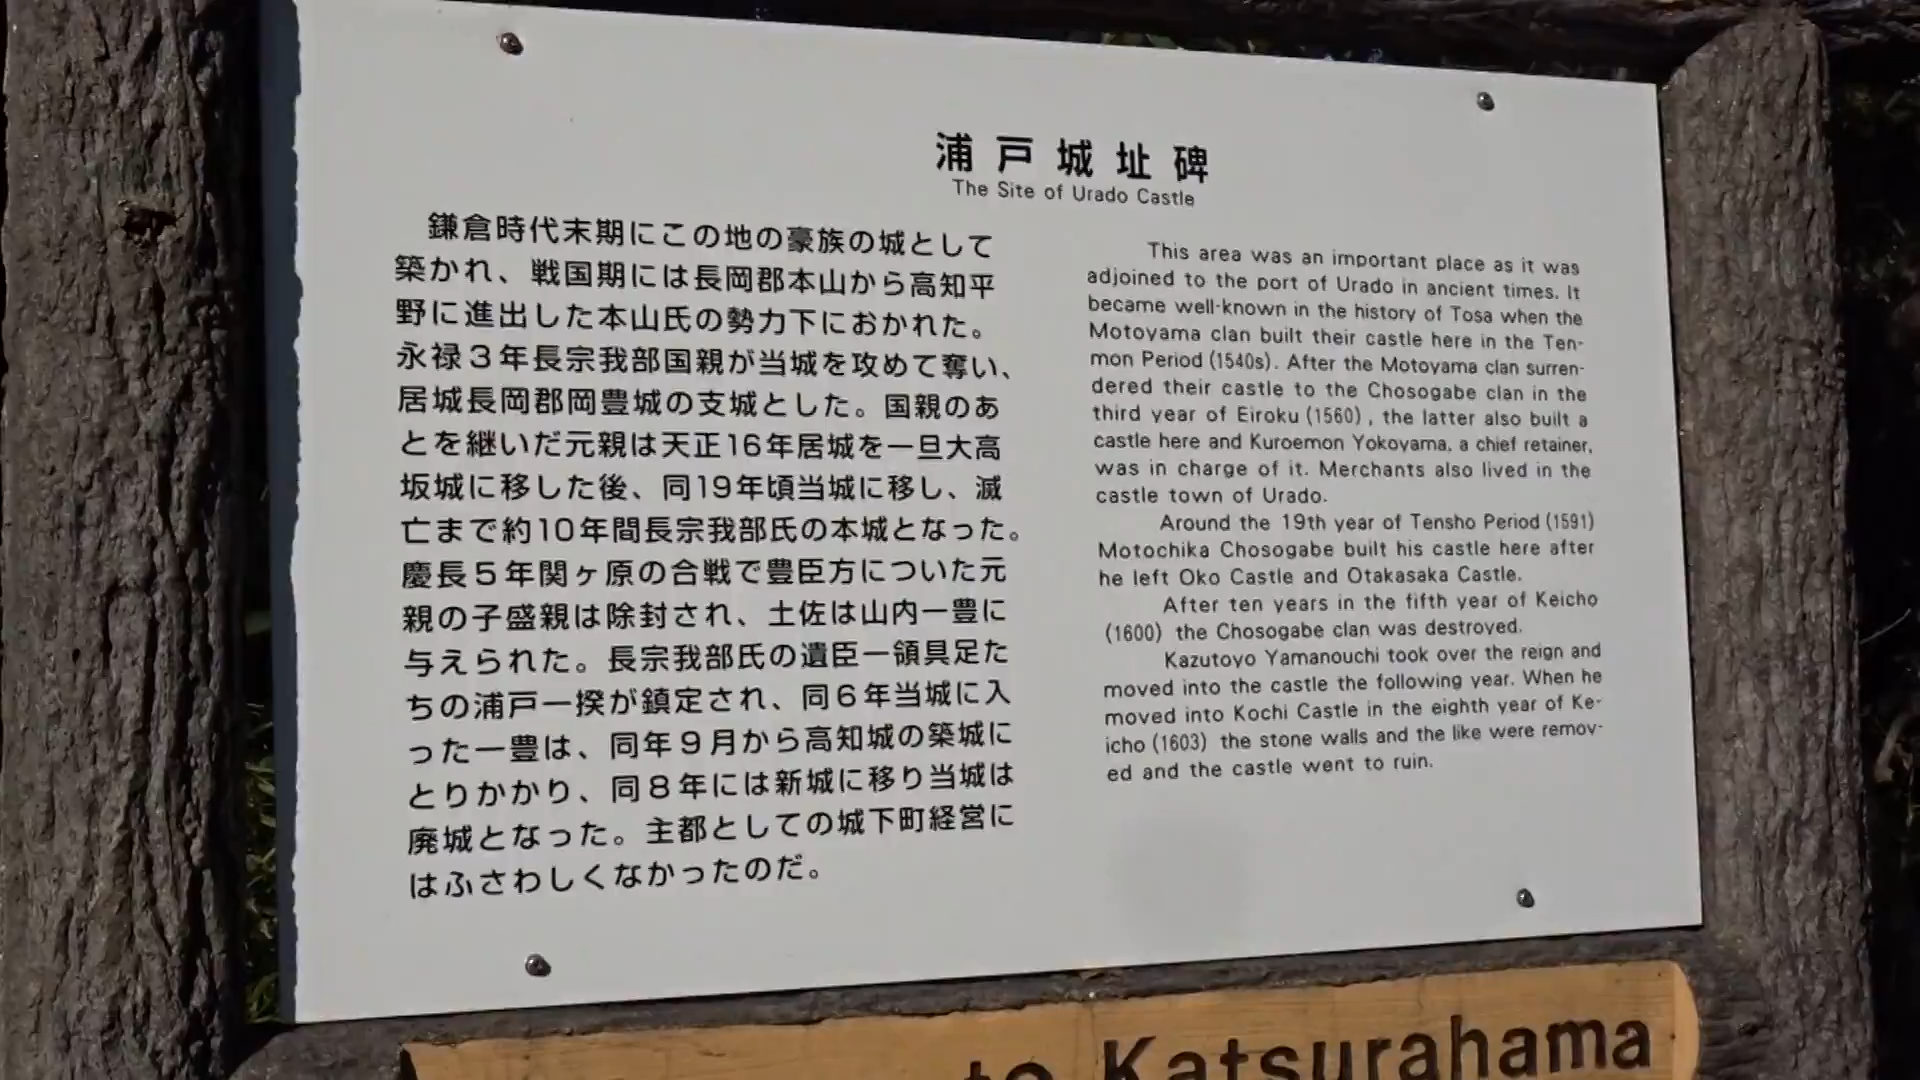 浦戸城址碑
The Site of Urado Castle
鎌倉時代末期にこの地の豪族の城として
築かれ、戦国期には長岡郡本山から高知平
野に進出した本山氏の勢力下におかれた。
永禄3年長宗我部国親が当城を攻めて奪い、
居城長岡郡岡豊城の支城とした。国親のあ
とを継いだ元親は天正16年居城を一旦大高
坂城に移した後、同19年頃当城に移し、滅
亡まで約10年間長宗我部氏の本城となった。
慶長5年関ヶ原の合戦で豊臣方についた元
親の子盛親は除封され、土佐は山内一豊に
与えられた。長宗我部氏の遺臣一領具足た
ちの浦戸一揆が鎮定され、同6年当城に入
った一豊は、同年9月から高知城の築城に
とりかかり、同8年には新城に移り当城は
廃城となった。主都としての城下町経営に
はふさわしくなかったのだ。
This area was an important place as it was
adjoined to the port of Urado in ancient times. It
became well-known in the history of Tosa when the
Motoyama clan built their castle here in the Ten-
mon Period (1540s). After the Motoyama clan surren-
dered their castle to the Chosogabe clan in the
third year of Eiroku (1560), the latter also built a
castle here and Kuroemon Yokoyama, a chief retainer,
was in charge of it. Merchants also lived in the
castle town of Urado.
Around the 19th year of Tensho Period (1591)
Motochika Chosogabe built his castle here after
he left Oko Castle and Otakasaka Castle.
After ten years in the fifth year of Keicho
(1600) the Chosogabe clan was destroyed.
Kazutoyo Yamanouchi took over the reign and
moved into the castle the following year. When he
moved into Kochi Castle in the eighth year of Ke-
icho (1603) the stone walls and the like were remov-
ed and the castle went to ruin.
to Katsurahama